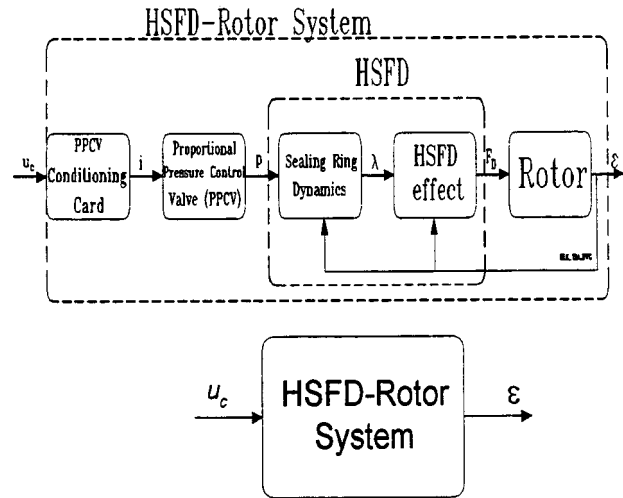 HSFD-Rotor System
HSFD
u_c
PPCV
Conditioning
Card
i
Proportional
Pressure Control
Valve (PPCV)
p
Sealing Ring
Dynamics
λ
HSFD
effect
F_D
Rotor
ε
u_c
HSFD-Rotor
System
ε